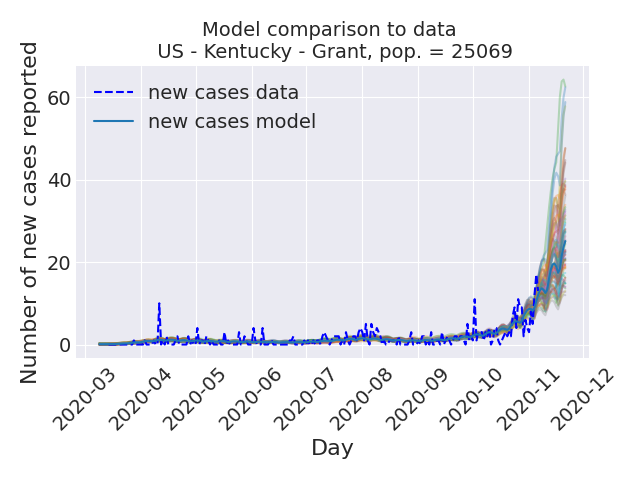 Model comparison to data
US - Kentucky - Grant, pop. = 25069
Number of new cases reported
new cases data
new cases model
60
40
20
0
2020-03
2020-04
2020-05
2020-06
2020-07
2020-08
2020-09
2020-10
2020-11
2020-12
Day